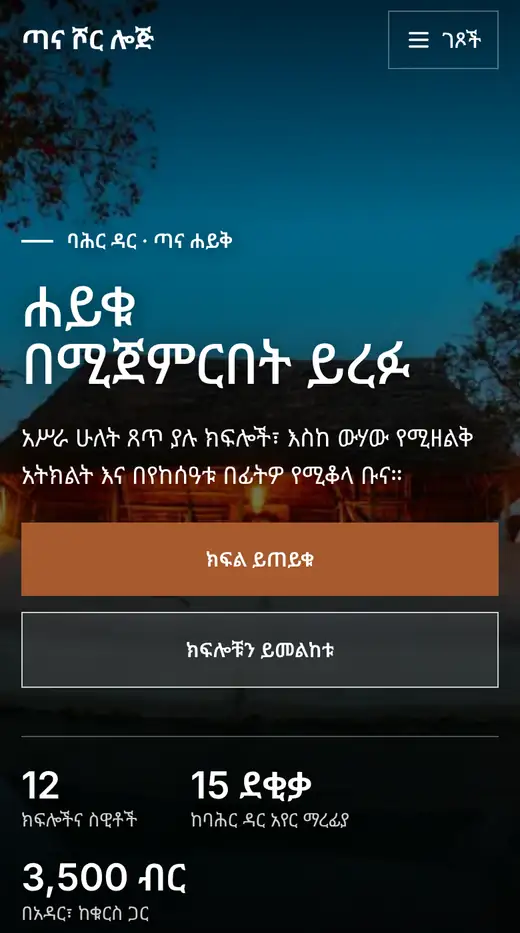 ጣና ሾር ሎጅ
ገጾች
ባሕር ዳር · ጣና ሐይቅ
ሐይቁ
በሚጀምርበት ይረፉ
አሥራ ሁለት ጸጥ ያሉ ክፍሎች፣ እስከ ውሃው የሚዘልቅ
አትክልት እና በየከሰዓቱ በፊትዎ የሚቆላ ቡና።
ክፍል ይጠይቁ
ክፍሎቹን ይመልከቱ
12
ክፍሎችና ስዊቶች
15 ደቂቃ
ከባሕር ዳር አየር ማረፊያ
3,500 ብር
በአዳር፣ ከቁርስ ጋር